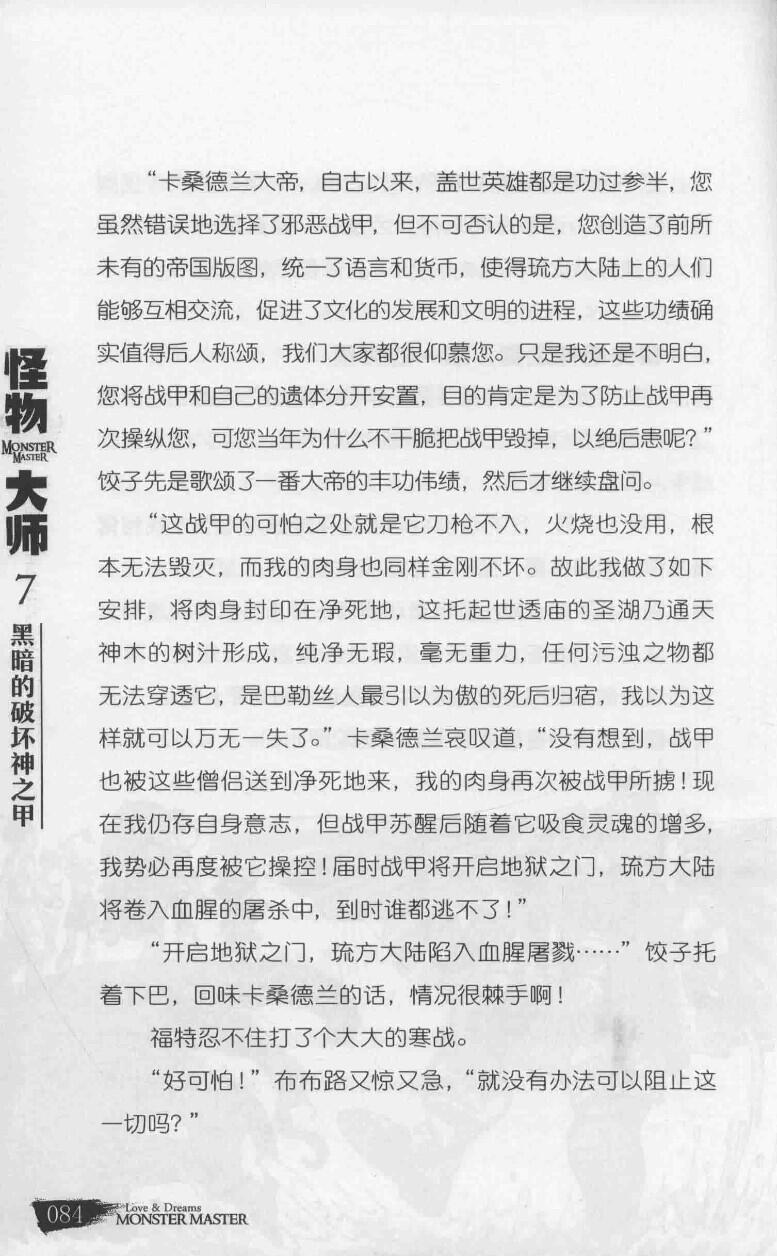 “卡桑德兰大帝，自古以来，盖世英雄都是功过参半，您
虽然错误地选择了邪恶战甲，但不可否认的是，您创造了前所
未有的帝国版图，统一了语言和货币，使得琉方大陆上的人们
能够互相交流，促进了文化的发展和文明的进程，这些功绩确
实值得后人称颂，我们大家都很仰慕您。只是我还是不明白，
您将战甲和自己的遗体分开安置，目的肯定是为了防止战甲再
次操纵您，可您当年为什么不干脆把战甲毁掉，以绝后患呢？”
饺子先是歌颂了一番大帝的丰功伟绩，然后才继续盘问。
“这战甲的可怕之处就是它刀枪不入，火烧也没用，根
本无法毁灭，而我的肉身也同样金刚不坏。故此我做了如下
安排，将肉身封印在净死地，这托起世透庙的圣湖乃通天
神木的树汁形成，纯净无瑕，毫无重力，任何污浊之物都
无法穿透它，是巴勒丝人最引以为傲的死后归宿，我以为这
样就可以万无一失了。”卡桑德兰哀叹道，“没有想到，战甲
也被这些僧侣送到净死地来，我的肉身再次被战甲所掳！现
在我仍存自身意志，但战甲苏醒后随着它吸食灵魂的增多，
我势必再度被它操控！届时战甲将开启地狱之门，琉方大陆
将卷入血腥的屠杀中，到时谁都逃不了！”
“开启地狱之门，琉方大陆陷入血腥屠戮……”饺子托
着下巴，回味卡桑德兰的话，情况很棘手啊！
福特忍不住打了个大大的寒战。
“好可怕！”布布路又惊又急，“就没有办法可以阻止这
一切吗？”
怪物
MONSTER
MASTER
大师
7
黑暗的破坏神之甲
084
Love & Dreams
MONSTER MASTER